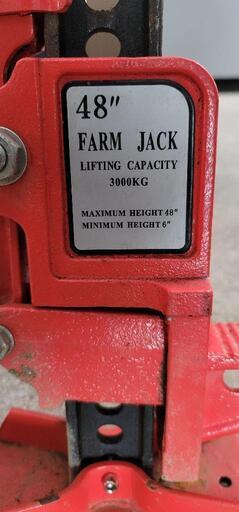 48"
FARM JACK
LIFTING CAPACITY
3000KG
MAXIMUM HEIGHT 48"
MINIMUM HEIGHT 6"